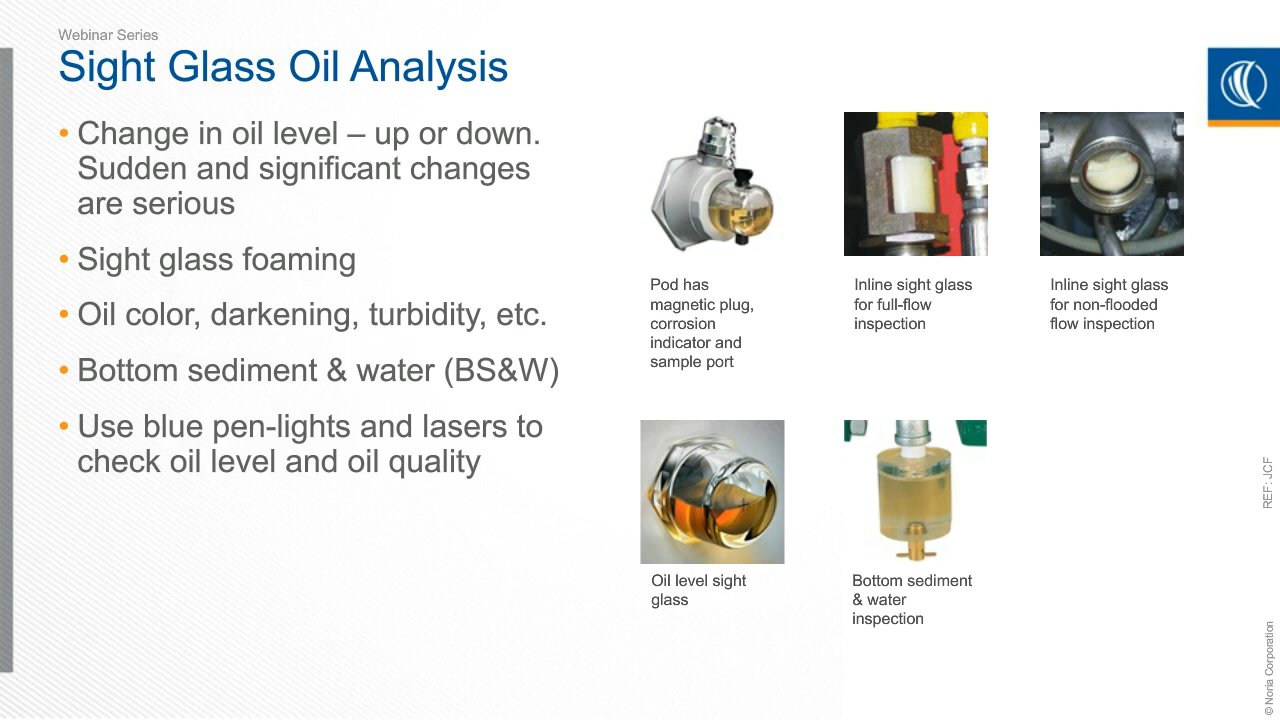 Webinar Series
Sight Glass Oil Analysis
• Change in oil level – up or down.
Sudden and significant changes
are serious
• Sight glass foaming
• Oil color, darkening, turbidity, etc.
• Bottom sediment & water (BS&W)
• Use blue pen-lights and lasers to
check oil level and oil quality
Pod has
magnetic plug,
corrosion
indicator and
sample port
Inline sight glass
for full-flow
inspection
Inline sight glass
for non-flooded
flow inspection
Oil level sight
glass
Bottom sediment
& water
inspection
REF: JCF
© Noria Corporation